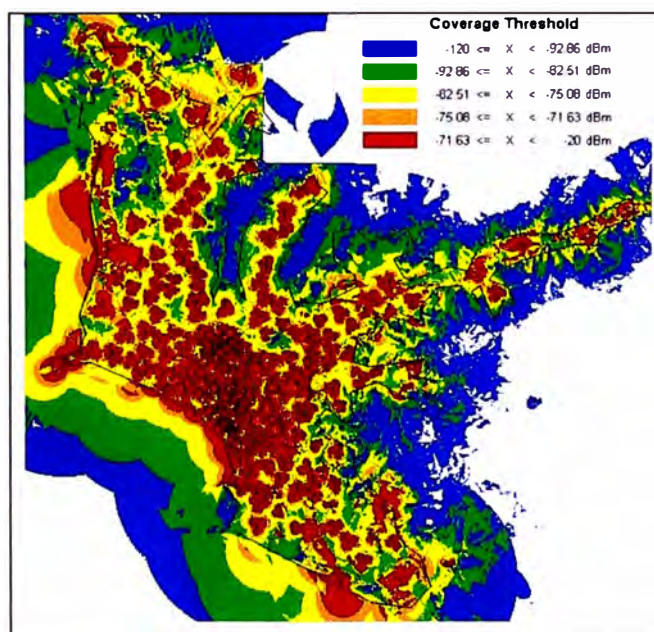 Coverage Threshold
-120 <= X < -92.86 dBm
-92.86 <= X < -82.51 dBm
-82.51 <= X < -75.08 dBm
-75.08 <= X < -71.63 dBm
-71.63 <= X < -20 dBm